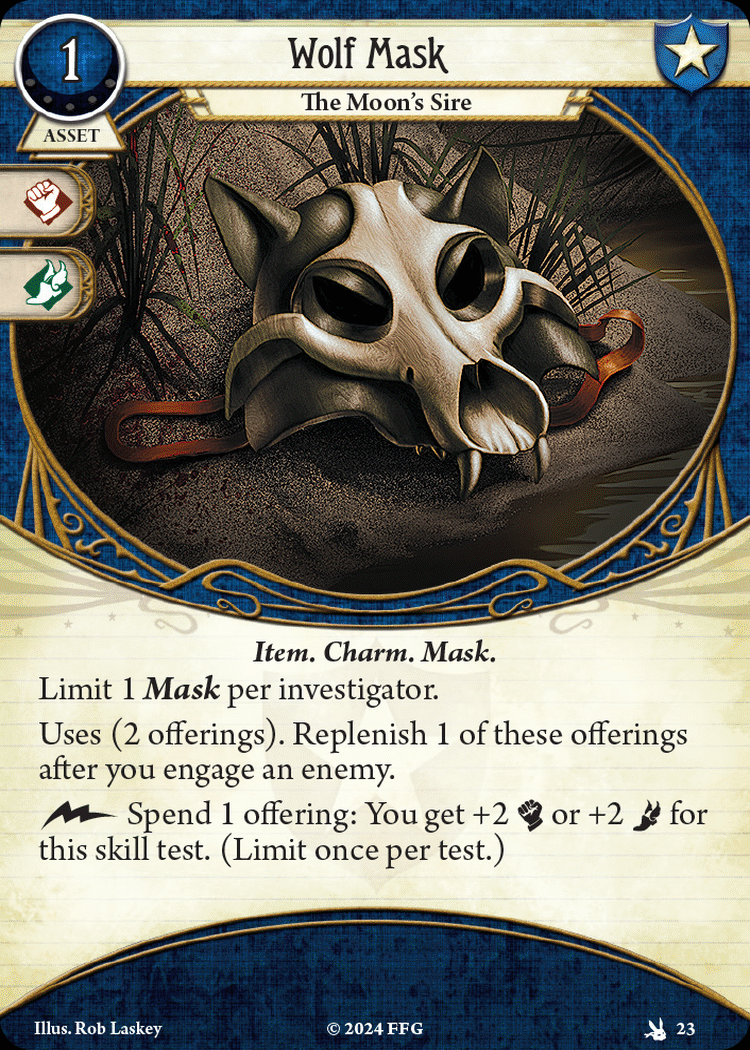 1
Wolf Mask
The Moon's Sire
ASSET
Item. Charm. Mask.
Limit 1 Mask per investigator.
Uses (2 offerings). Replenish 1 of these offerings
after you engage an enemy.
Spend 1 offering: You get +2 or +2 for
this skill test. (Limit once per test.)
Illus. Rob Laskey
© 2024 FFG
23